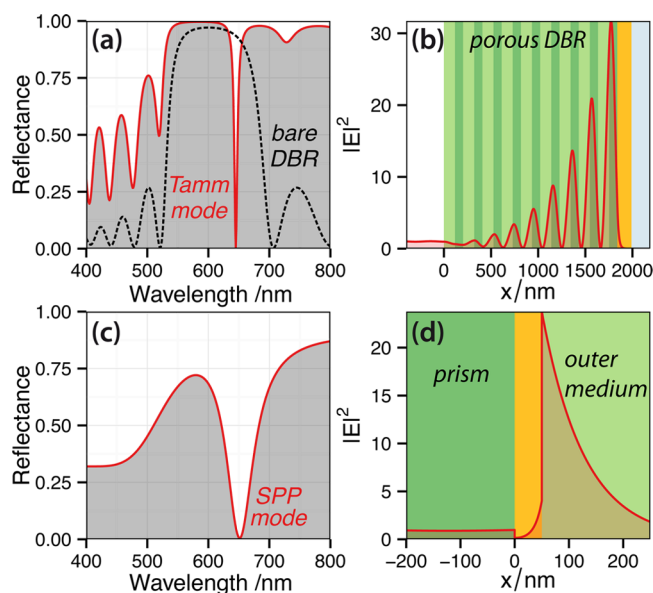 (a)
1.00
0.75
0.50
0.25
0.00
Reflectance
bare
DBR
Tamm
mode
400 500 600 700 800
Wavelength /nm
(b)
porous DBR
30
20
10
0
|E|²
0 500 1000 1500 2000
x/nm
(c)
1.00
0.75
0.50
0.25
0.00
Reflectance
SPP
mode
400 500 600 700 800
Wavelength /nm
(d)
prism
outer
medium
20
15
10
5
0
|E|²
−200 −100 0 100 200
x/nm